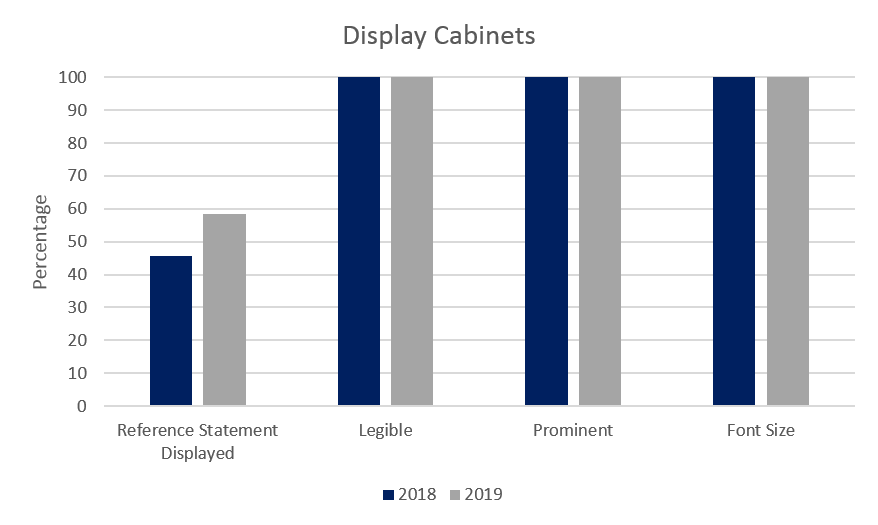 Display Cabinets
Percentage
100
90
80
70
60
50
40
30
20
10
0
Reference Statement
Displayed
Legible
Prominent
Font Size
2018
2019